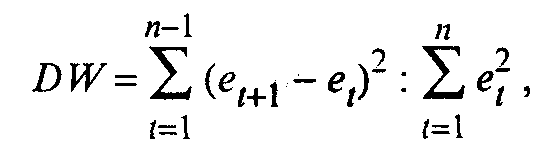 DW = \sum_{t=1}^{n-1} (e_{t+1} - e_t)^2 : \sum_{t=1}^{n} e_t^2 ,